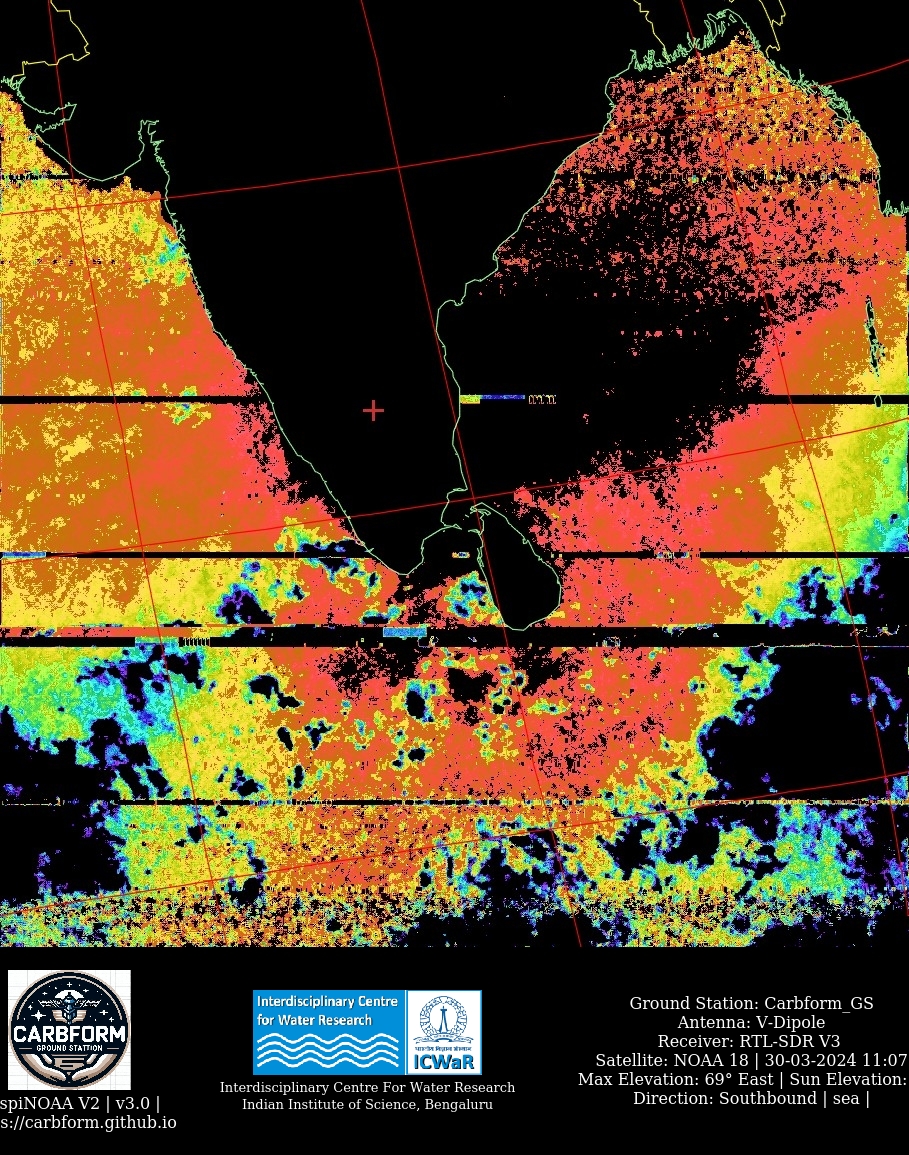 CARBFORM
GROUND STATTION
spiNOAA V2 | v3.0 |
s://carbform.github.io
Interdisciplinary Centre
for Water Research
ICWaR
Interdisciplinary Centre For Water Research
Indian Institute of Science, Bengaluru
Ground Station: Carbform_GS
Antenna: V-Dipole
Receiver: RTL-SDR V3
Satellite: NOAA 18 | 30-03-2024 11:07
Max Elevation: 69° East | Sun Elevation:
Direction: Southbound | sea |